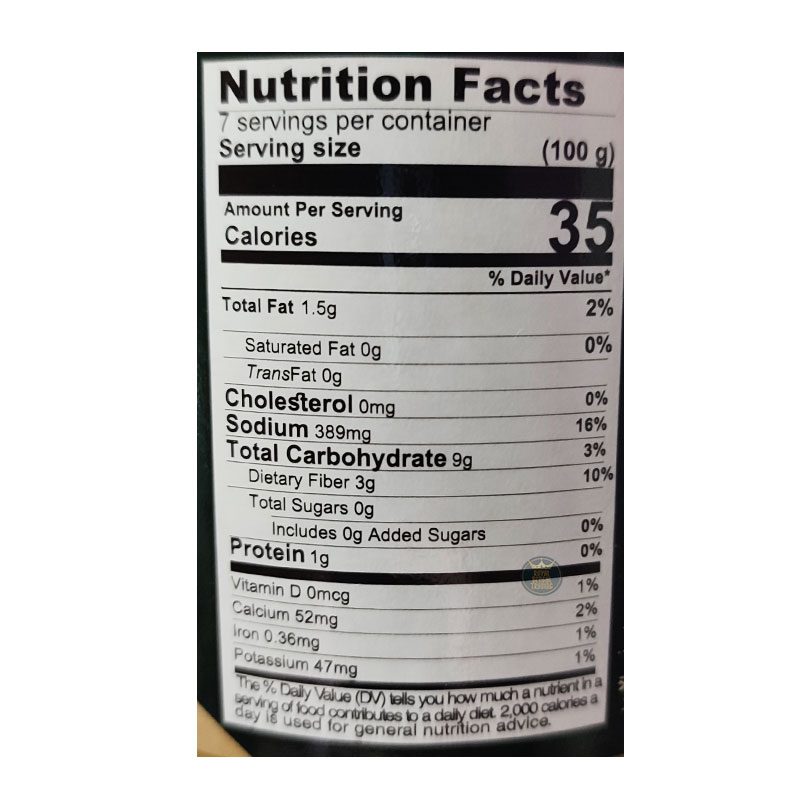 Nutrition Facts
7 servings per container
Serving size (100 g)
Amount Per Serving
Calories 35
% Daily Value*
Total Fat 1.5g 2%
Saturated Fat 0g 0%
TransFat 0g
Cholesterol 0mg 0%
Sodium 389mg 16%
Total Carbohydrate 9g 3%
Dietary Fiber 3g 10%
Total Sugars 0g
Includes 0g Added Sugars 0%
Protein 1g 0%
Vitamin D 0mcg 1%
Calcium 52mg 2%
Iron 0.36mg 1%
Potassium 47mg 1%
The % Daily Value (DV) tells you how much a nutrient in a
serving of food contributes to a daily diet. 2,000 calories a
day is used for general nutrition advice.